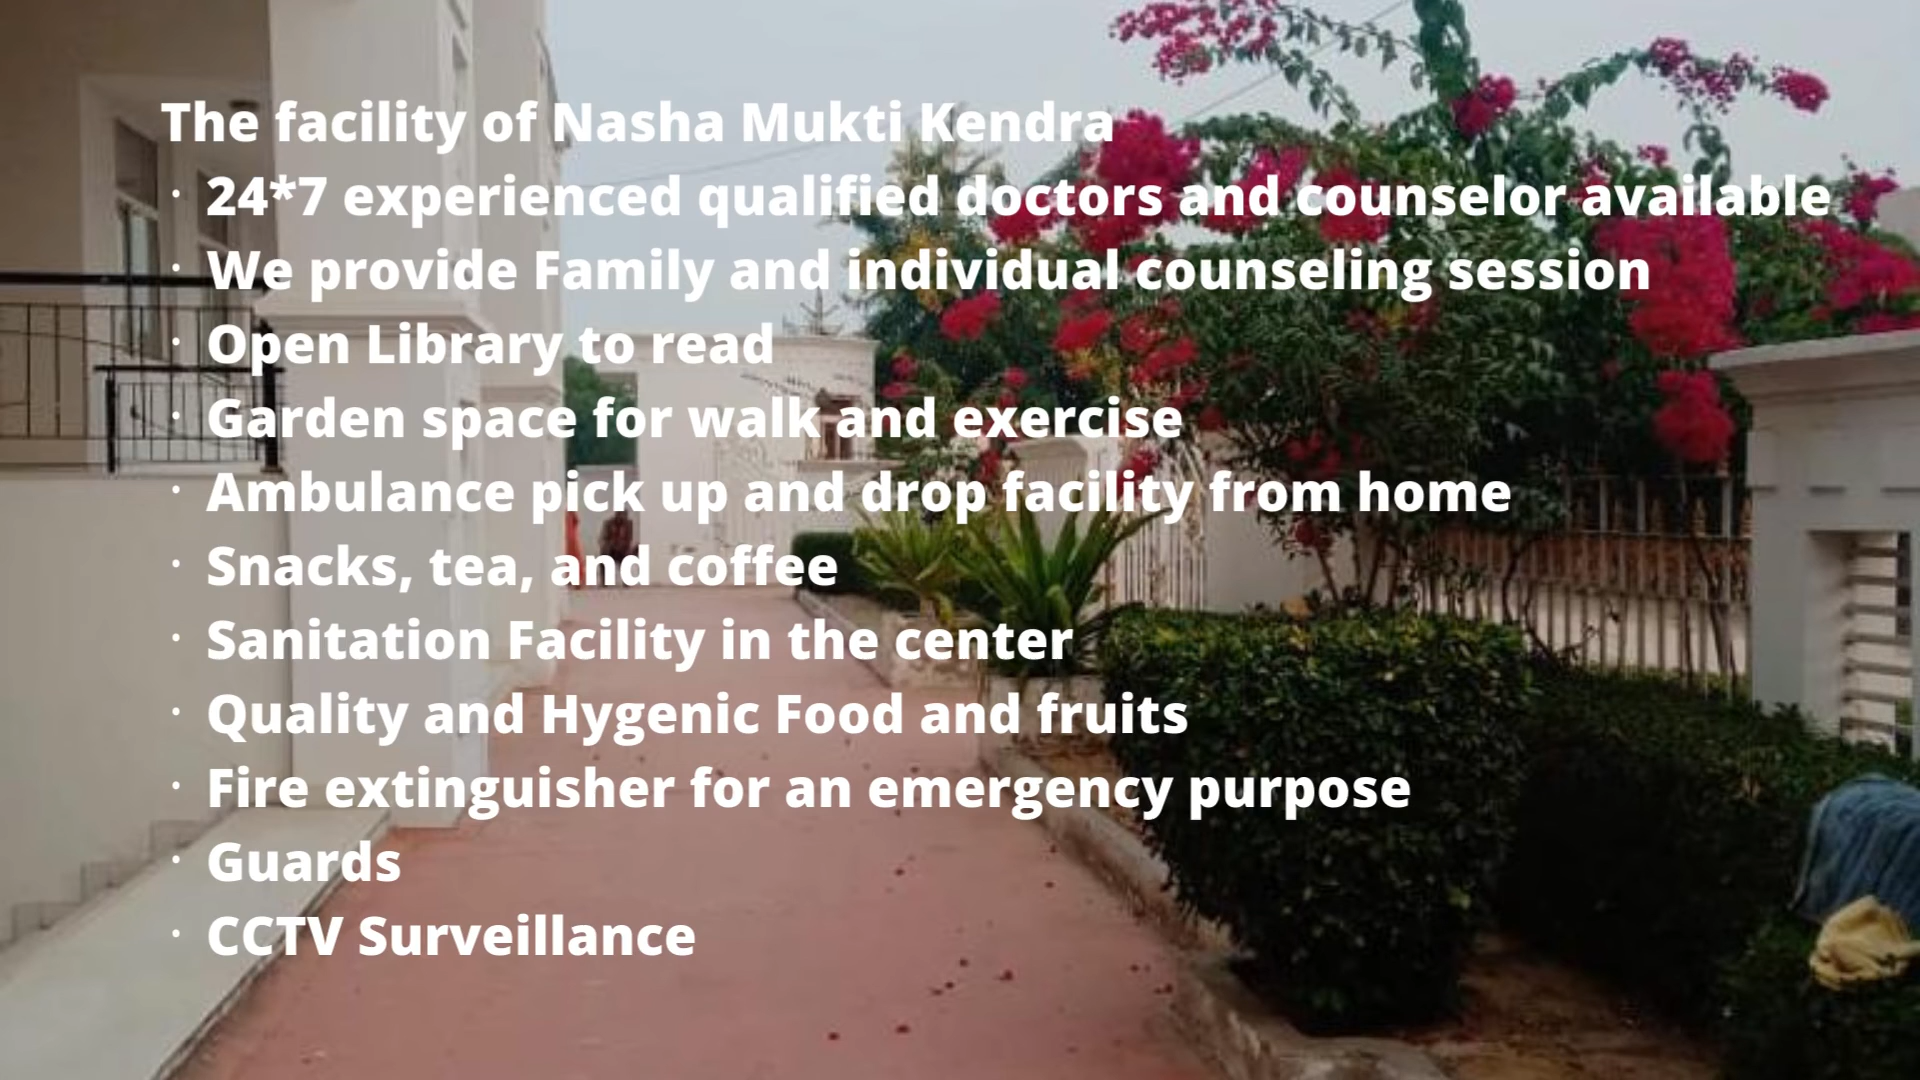 The facility of Nasha Mukti Kendra
· 24*7 experienced qualified doctors and counselor available
· We provide Family and individual counseling session
· Open Library to read
· Garden space for walk and exercise
· Ambulance pick up and drop facility from home
· Snacks, tea, and coffee
· Sanitation Facility in the center
· Quality and Hygenic Food and fruits
· Fire extinguisher for an emergency purpose
· Guards
· CCTV Surveillance